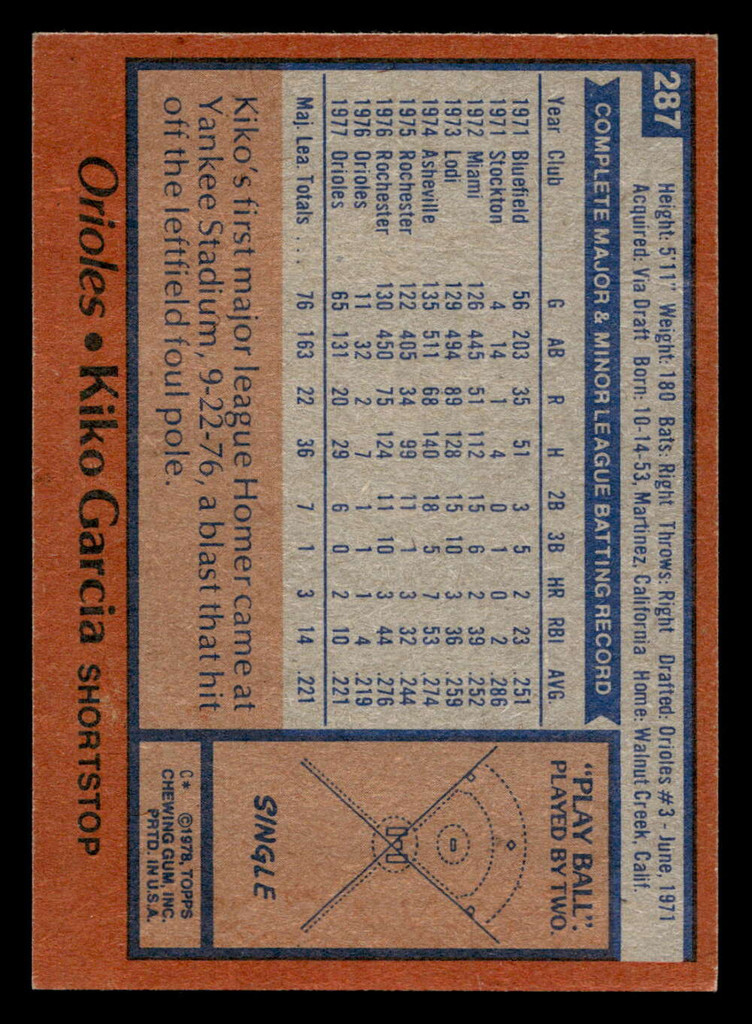 287
Height: 5'11" Weight: 180 Bats: Right Throws: Right Drafted: Orioles #3 - June, 1971
Acquired: Via Draft Born: 10-14-53, Martinez, California Home: Walnut Creek, Calif.
COMPLETE MAJOR & MINOR LEAGUE BATTING RECORD
Year Club G AB R H 2B 3B HR RBI AVG.
1971 Bluefield 56 203 35 51 3 5 2 23 .251
1971 Stockton 4 14 1 4 0 1 0 2 .286
1972 Miami 126 445 51 112 15 6 2 39 .252
1973 Lodi 129 494 89 128 15 10 3 36 .259
1974 Asheville 135 511 68 140 18 5 7 53 .274
1975 Rochester 122 405 34 99 11 1 3 32 .244
1976 Rochester 130 450 75 124 11 10 3 44 .276
1976 Orioles 11 32 2 7 1 1 1 4 .219
1977 Orioles 65 131 20 29 6 0 2 10 .221
Maj. Lea. Totals . . . . 76 163 22 36 7 1 3 14 .221
Kiko's first major league Homer came at
Yankee Stadium, 9-22-76, a blast that hit
off the leftfield foul pole.
"PLAY BALL".
PLAYED BY TWO.
SINGLE
C* ©1978, TOPPS
CHEWING GUM, INC.
PRTD. IN U.S.A.
Orioles • Kiko Garcia SHORTSTOP